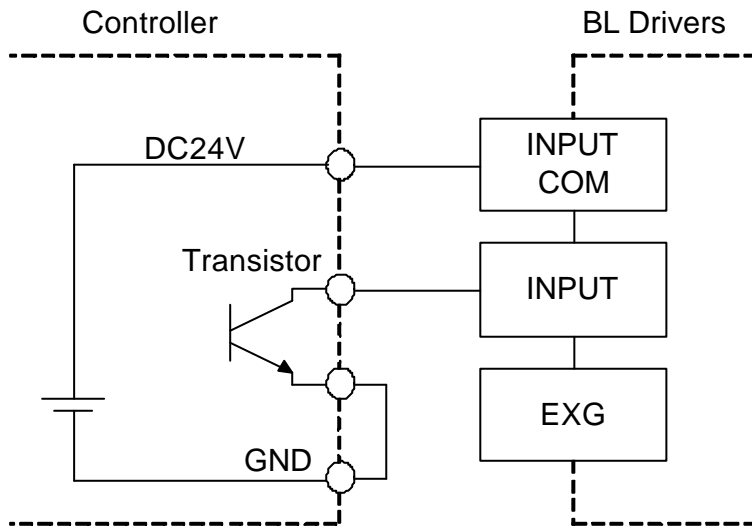 Controller
BL Drivers
DC24V
INPUT
COM
Transistor
INPUT
EXG
GND